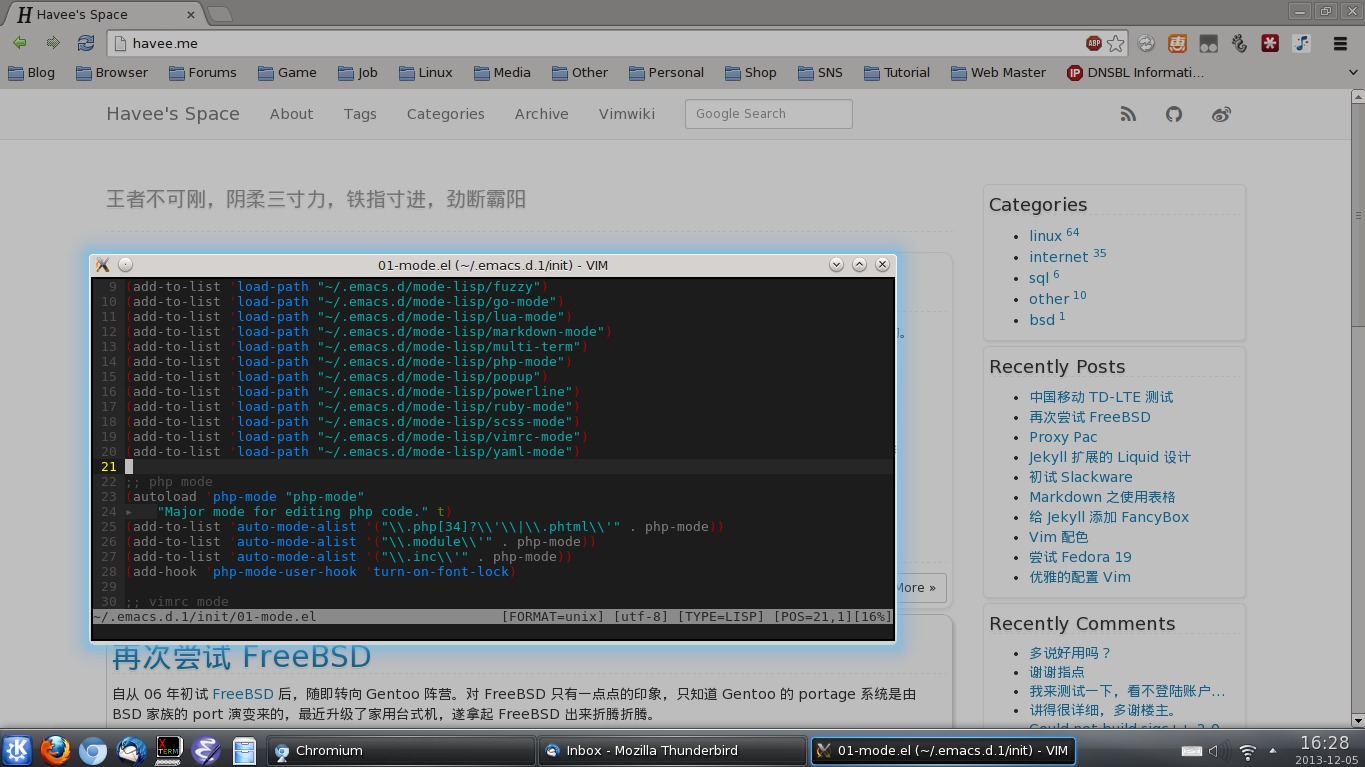 Havee's Space
havee.me
ABP
Blog Browser Forums Game Job Linux Media Other Personal Shop SNS Tutorial Web Master DNSBL Informati...
Havee's Space About Tags Categories Archive Vimwiki Google Search
王者不可刚，阴柔三寸力，铁指寸进，劲断霸阳
01-mode.el (~/.emacs.d.1/init) - VIM
9 (add-to-list 'load-path "~/.emacs.d/mode-lisp/fuzzy")
10 (add-to-list 'load-path "~/.emacs.d/mode-lisp/go-mode")
11 (add-to-list 'load-path "~/.emacs.d/mode-lisp/lua-mode")
12 (add-to-list 'load-path "~/.emacs.d/mode-lisp/markdown-mode")
13 (add-to-list 'load-path "~/.emacs.d/mode-lisp/multi-term")
14 (add-to-list 'load-path "~/.emacs.d/mode-lisp/php-mode")
15 (add-to-list 'load-path "~/.emacs.d/mode-lisp/popup")
16 (add-to-list 'load-path "~/.emacs.d/mode-lisp/powerline")
17 (add-to-list 'load-path "~/.emacs.d/mode-lisp/ruby-mode")
18 (add-to-list 'load-path "~/.emacs.d/mode-lisp/scss-mode")
19 (add-to-list 'load-path "~/.emacs.d/mode-lisp/vimrc-mode")
20 (add-to-list 'load-path "~/.emacs.d/mode-lisp/yaml-mode")
21
22 ;; php mode
23 (autoload 'php-mode "php-mode"
24 ▸ "Major mode for editing php code." t)
25 (add-to-list 'auto-mode-alist '("\\.php[34]?\\'\\|\\.phtml\\'" . php-mode))
26 (add-to-list 'auto-mode-alist '("\\.module\\'" . php-mode))
27 (add-to-list 'auto-mode-alist '("\\.inc\\'" . php-mode))
28 (add-hook 'php-mode-user-hook 'turn-on-font-lock)
29
30 ;; vimrc mode
~/.emacs.d.1/init/01-mode.el [FORMAT=unix] [utf-8] [TYPE=LISP] [POS=21,1][16%]
More »
再次尝试 FreeBSD
自从 06 年初试 FreeBSD 后，随即转向 Gentoo 阵营。对 FreeBSD 只有一点点的印象，只知道 Gentoo 的 portage 系统是由
BSD 家族的 port 演变来的，最近升级了家用台式机，遂拿起 FreeBSD 出来折腾折腾。
Categories
linux 64
internet 35
sql 6
other 10
bsd 1
Recently Posts
中国移动 TD-LTE 测试
再次尝试 FreeBSD
Proxy Pac
Jekyll 扩展的 Liquid 设计
初试 Slackware
Markdown 之使用表格
给 Jekyll 添加 FancyBox
Vim 配色
尝试 Fedora 19
优雅的配置 Vim
Recently Comments
多说好用吗？
谢谢指点
我来测试一下，看不登陆账户...
讲得很详细，多谢楼主。
X TERM
Chromium
Inbox - Mozilla Thunderbird
01-mode.el (~/.emacs.d.1/init) - VIM
16:28
2013-12-05